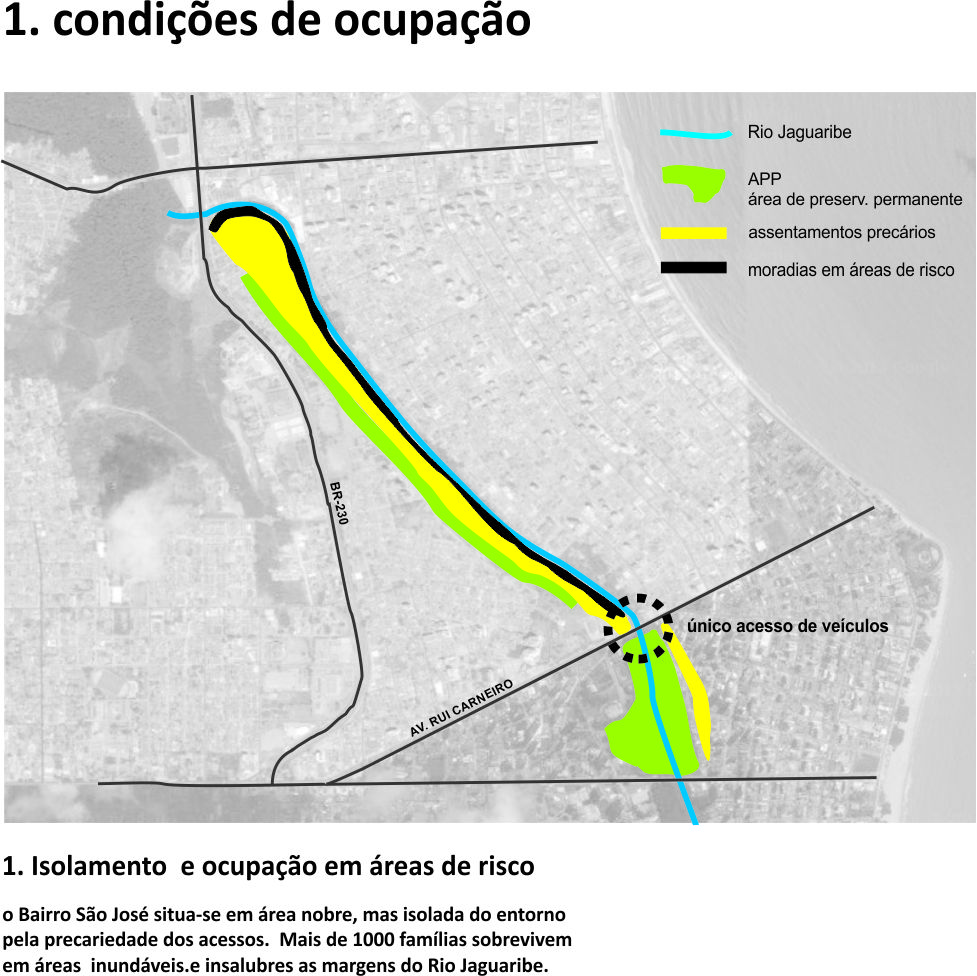 1. condições de ocupação
Rio Jaguaribe
APP
área de preserv. permanente
assentamentos precários
moradias em áreas de risco
BR-230
único acesso de veículos
AV. RUI CARNEIRO
1. Isolamento e ocupação em áreas de risco
o Bairro São José situa-se em área nobre, mas isolada do entorno
pela precariedade dos acessos. Mais de 1000 famílias sobrevivem
em áreas inundáveis.e insalubres as margens do Rio Jaguaribe.